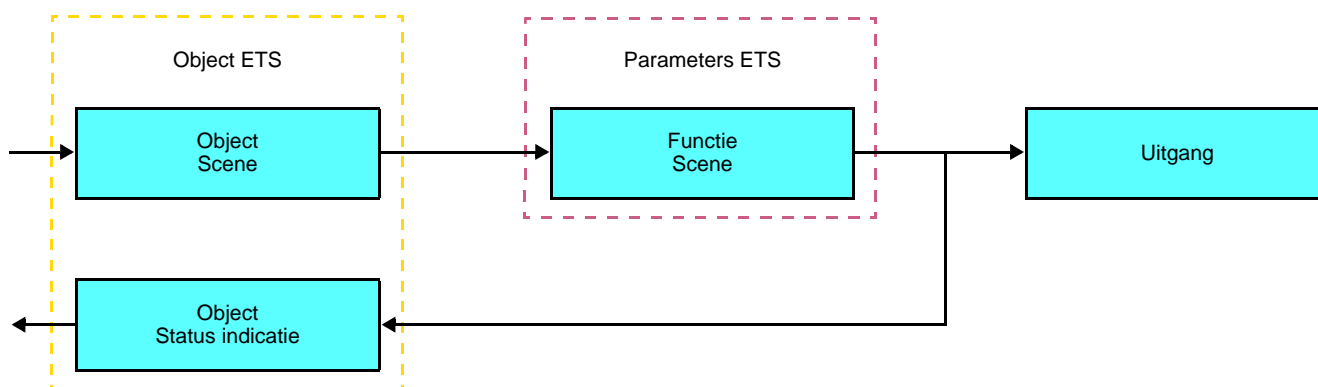 Object ETS
Parameters ETS
Object
Scene
Functie
Scene
Uitgang
Object
Status indicatie